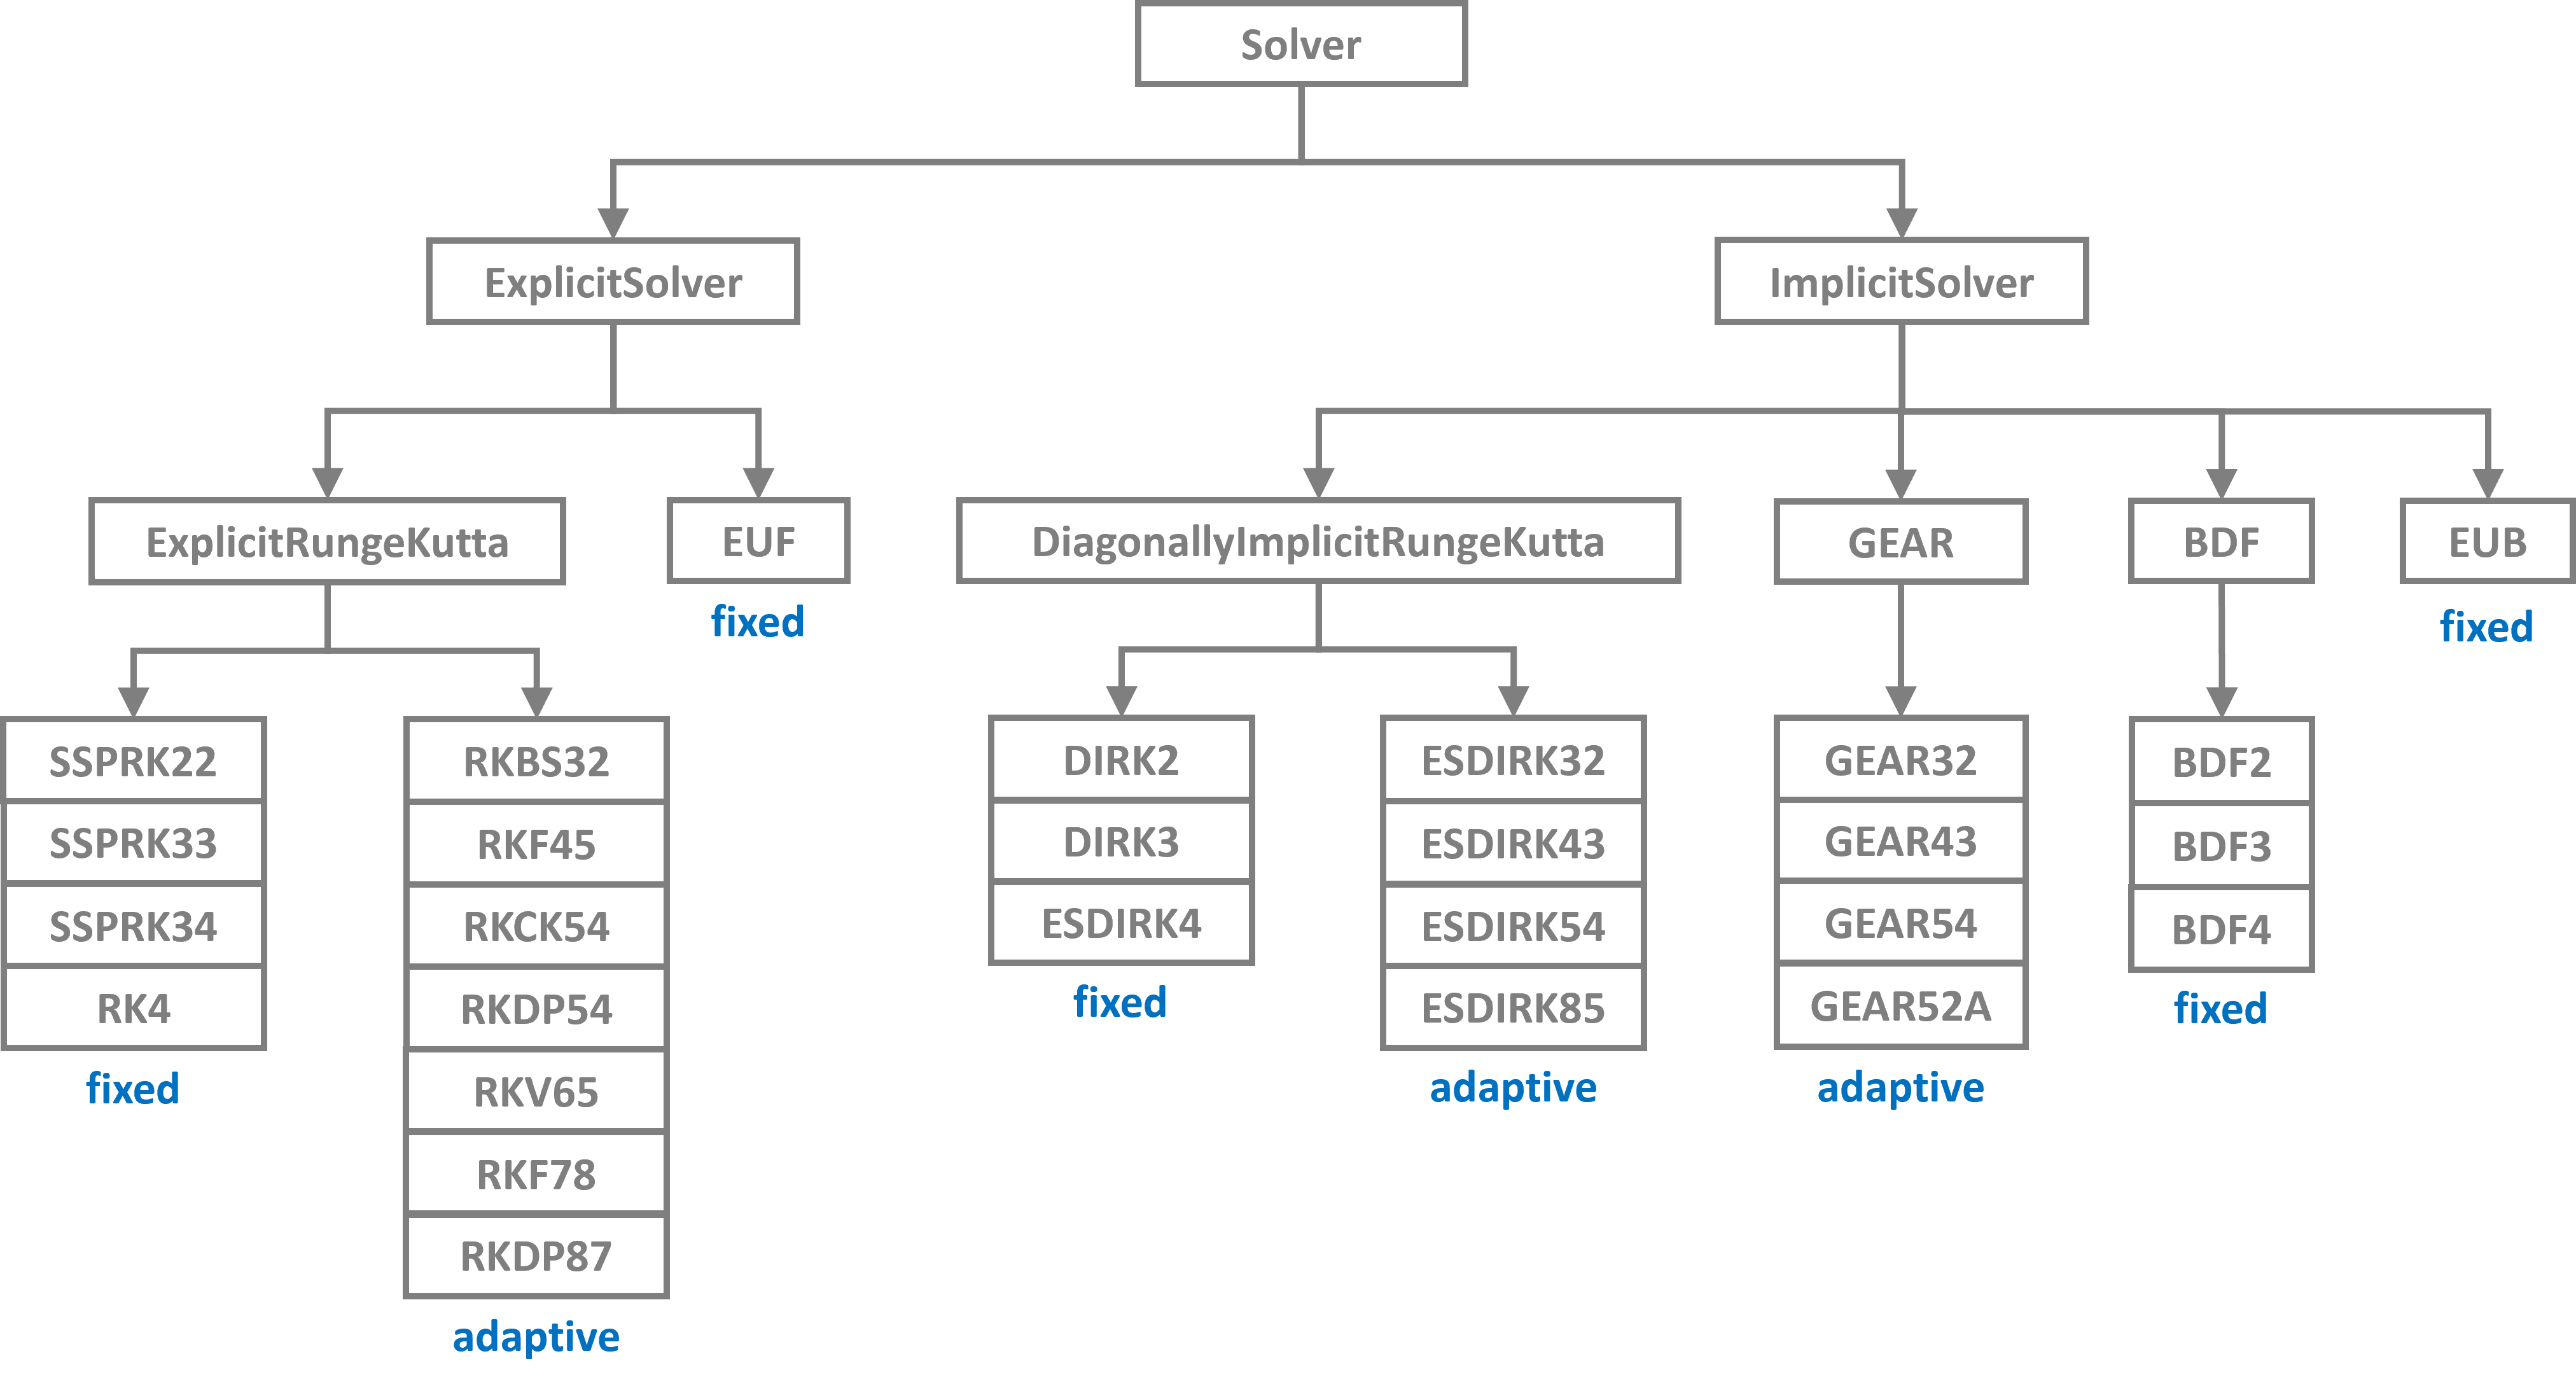 Solver
ExplicitSolver
ImplicitSolver
ExplicitRungeKutta
EUF
fixed
DiagonallyImplicitRungeKutta
GEAR
BDF
EUB
fixed
SSPRK22
SSPRK33
SSPRK34
RK4
fixed
RKBS32
RKF45
RKCK54
RKDP54
RKV65
RKF78
RKDP87
adaptive
DIRK2
DIRK3
ESDIRK4
fixed
ESDIRK32
ESDIRK43
ESDIRK54
ESDIRK85
adaptive
GEAR32
GEAR43
GEAR54
GEAR52A
adaptive
BDF2
BDF3
BDF4
fixed